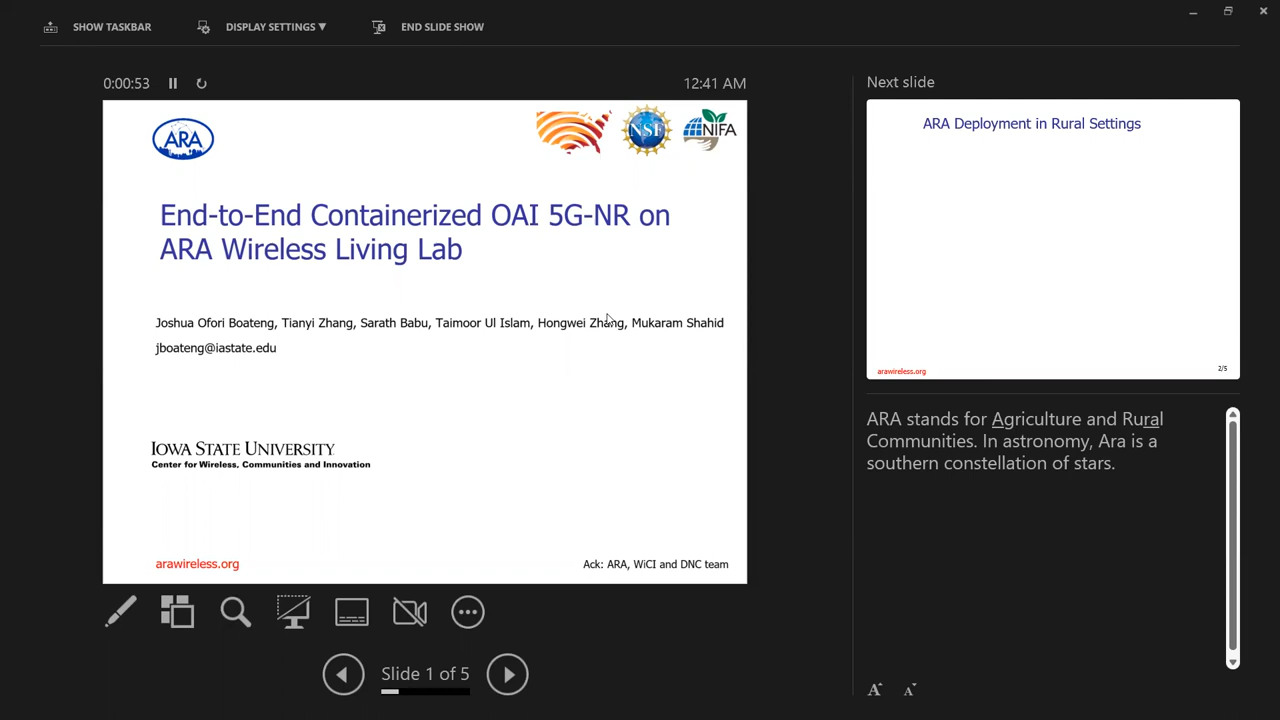 SHOW TASKBAR
DISPLAY SETTINGS ▼
END SLIDE SHOW
0:00:53
12:41 AM
ARA
NSF
NIFA
End-to-End Containerized OAI 5G-NR on
ARA Wireless Living Lab
Joshua Ofori Boateng, Tianyi Zhang, Sarath Babu, Taimoor Ul Islam, Hongwei Zhang, Mukaram Shahid
jboateng@iastate.edu
IOWA STATE UNIVERSITY
Center for Wireless, Communities and Innovation
arawireless.org
Ack: ARA, WiCI and DNC team
Slide 1 of 5
Next slide
ARA Deployment in Rural Settings
arawireless.org
2/5
ARA stands for Agriculture and Rural
Communities. In astronomy, Ara is a
southern constellation of stars.
A
A